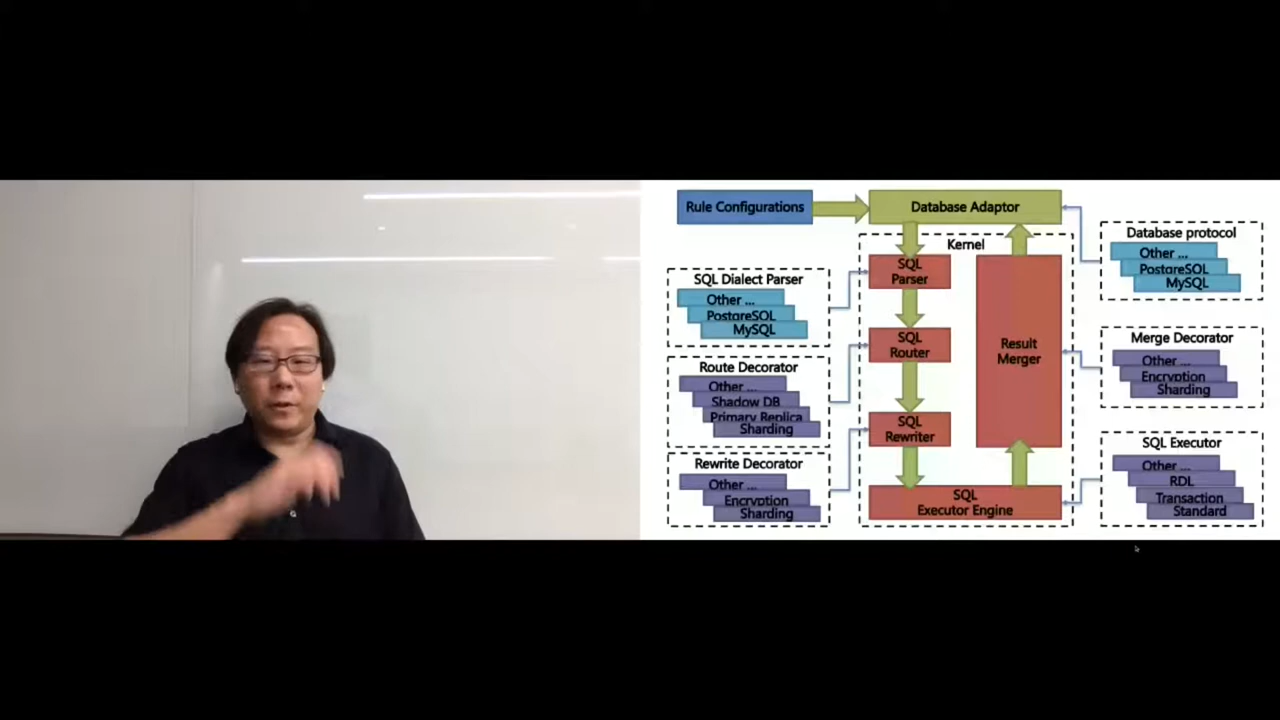 Rule Configurations
Database Adaptor
Kernel
SQL
Parser
SQL
Router
SQL
Rewriter
SQL
Executor Engine
Result
Merger
SQL Dialect Parser
Other ...
PostgreSQL
MySQL
Route Decorator
Other ...
Shadow DB
Primary Replica
Sharding
Rewrite Decorator
Other ...
Encryption
Sharding
Database protocol
Other ...
PostgreSQL
MySQL
Merge Decorator
Other ...
Encryption
Sharding
SQL Executor
Other ...
RDL
Transaction
Standard